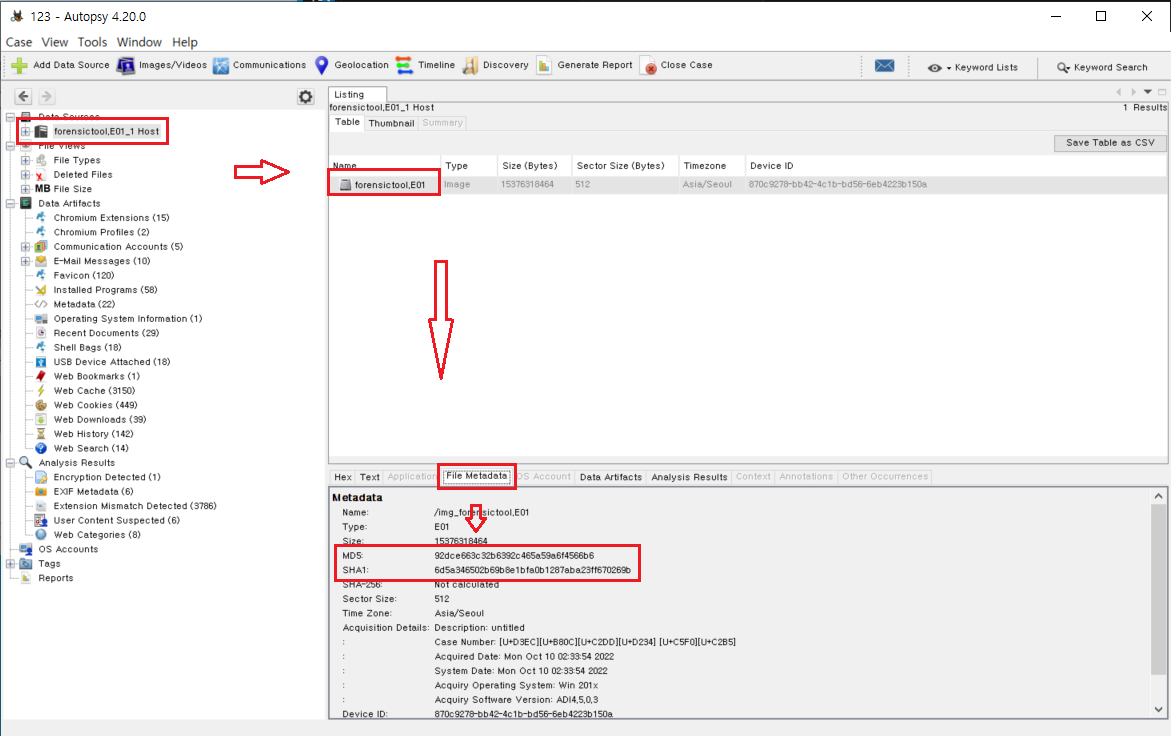 123 - Autopsy 4.20.0
Case View Tools Window Help
Add Data Source Images/Videos Communications Geolocation Timeline Discovery Generate Report Close Case Keyword Lists Keyword Search
Data Sources
forensictool,E01_1 Host
File Views
File Types
Deleted Files
MB File Size
Data Artifacts
Chromium Extensions (15)
Chromium Profiles (2)
Communication Accounts (5)
E-Mail Messages (10)
Favicon (120)
Installed Programs (58)
Metadata (22)
Operating System Information (1)
Recent Documents (29)
Shell Bags (18)
USB Device Attached (18)
Web Bookmarks (1)
Web Cache (3150)
Web Cookies (449)
Web Downloads (39)
Web History (142)
Web Search (14)
Analysis Results
Encryption Detected (1)
EXIF Metadata (6)
Extension Mismatch Detected (3786)
User Content Suspected (6)
Web Categories (8)
OS Accounts
Tags
Reports
Listing
forensictool,E01_1 Host
1 Results
Table Thumbnail Summary
Save Table as CSV
Name Type Size (Bytes) Sector Size (Bytes) Timezone Device ID
forensictool,E01 Image 15376318464 512 Asia/Seoul 870c9278-bb42-4c1b-bd56-6eb4223b150a
Hex Text Application File Metadata OS Account Data Artifacts Analysis Results Context Annotations Other Occurrences
Metadata
Name: /img_forensictool,E01
Type: E01
Size: 15376318464
MD5: 92dce663c32b6392c465a59a6f4566b6
SHA1: 6d5a346502b69b8e1bfa0b1287aba23ff670269b
SHA-256: Not calculated
Sector Size: 512
Time Zone: Asia/Seoul
Acquisition Details: Description: untitled
: Case Number: [U+D3EC][U+B80C][U+C2DD][U+D234] [U+C5F0][U+C2B5]
: Acquired Date: Mon Oct 10 02:33:54 2022
: System Date: Mon Oct 10 02:33:54 2022
: Acquiry Operating System: Win 201x
: Acquiry Software Version: ADI4,5,0,3
Device ID: 870c9278-bb42-4c1b-bd56-6eb4223b150a